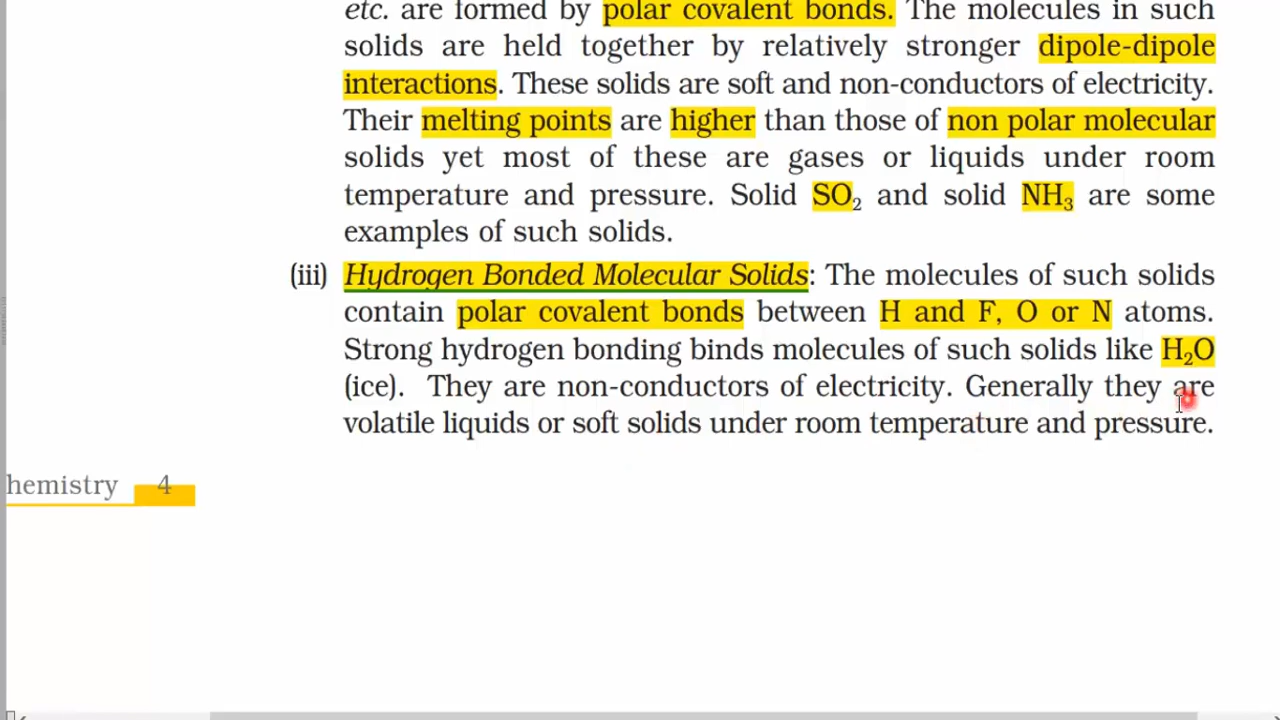 etc. are formed by polar covalent bonds. The molecules in such
solids are held together by relatively stronger dipole-dipole
interactions. These solids are soft and non-conductors of electricity.
Their melting points are higher than those of non polar molecular
solids yet most of these are gases or liquids under room
temperature and pressure. Solid SO₂ and solid NH₃ are some
examples of such solids.
(iii) Hydrogen Bonded Molecular Solids: The molecules of such solids
contain polar covalent bonds between H and F, O or N atoms.
Strong hydrogen bonding binds molecules of such solids like H₂O
(ice). They are non-conductors of electricity. Generally they are
volatile liquids or soft solids under room temperature and pressure.
hemistry 4